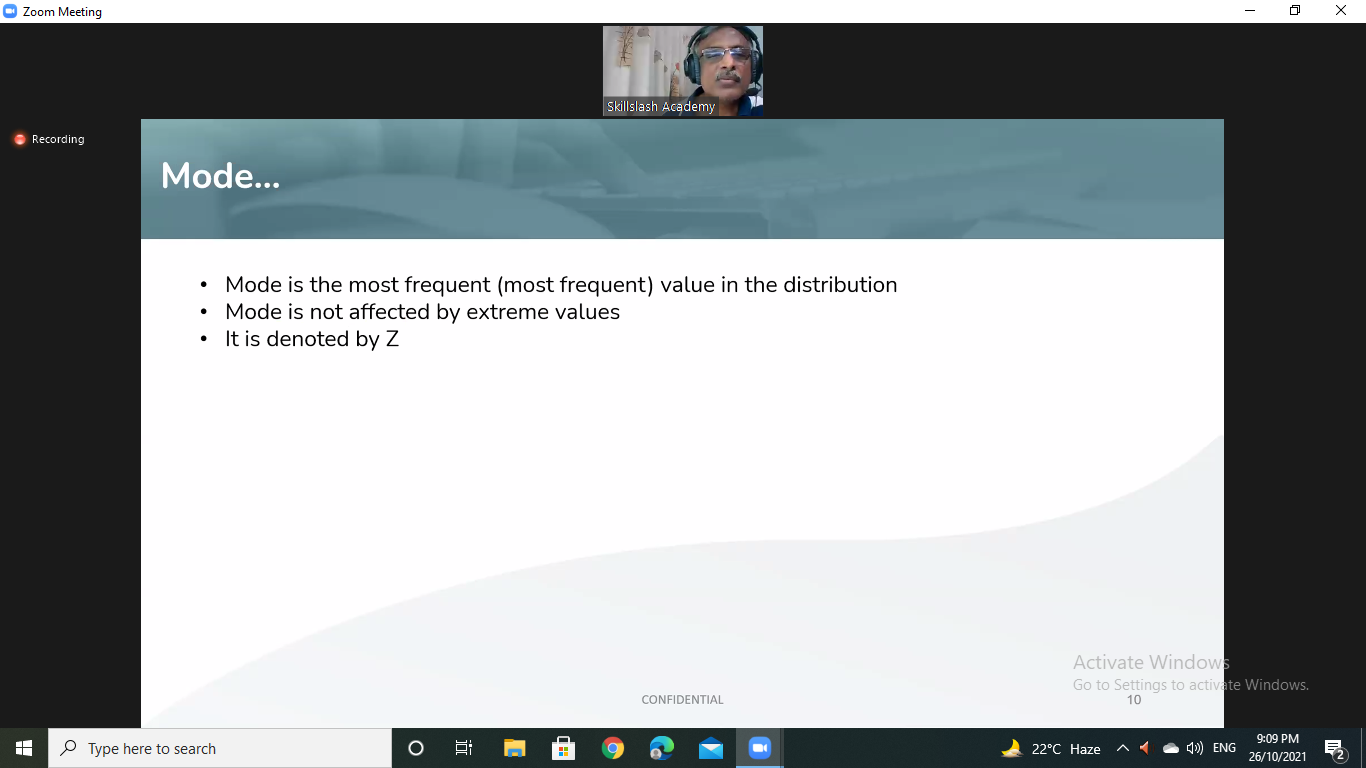 Zoom Meeting
Skillslash Academy
Recording
Mode...
• Mode is the most frequent (most frequent) value in the distribution
• Mode is not affected by extreme values
• It is denoted by Z
Activate Windows
Go to Settings to activate Windows.
CONFIDENTIAL
10
Type here to search
22°C Haze
ENG
9:09 PM
26/10/2021
2